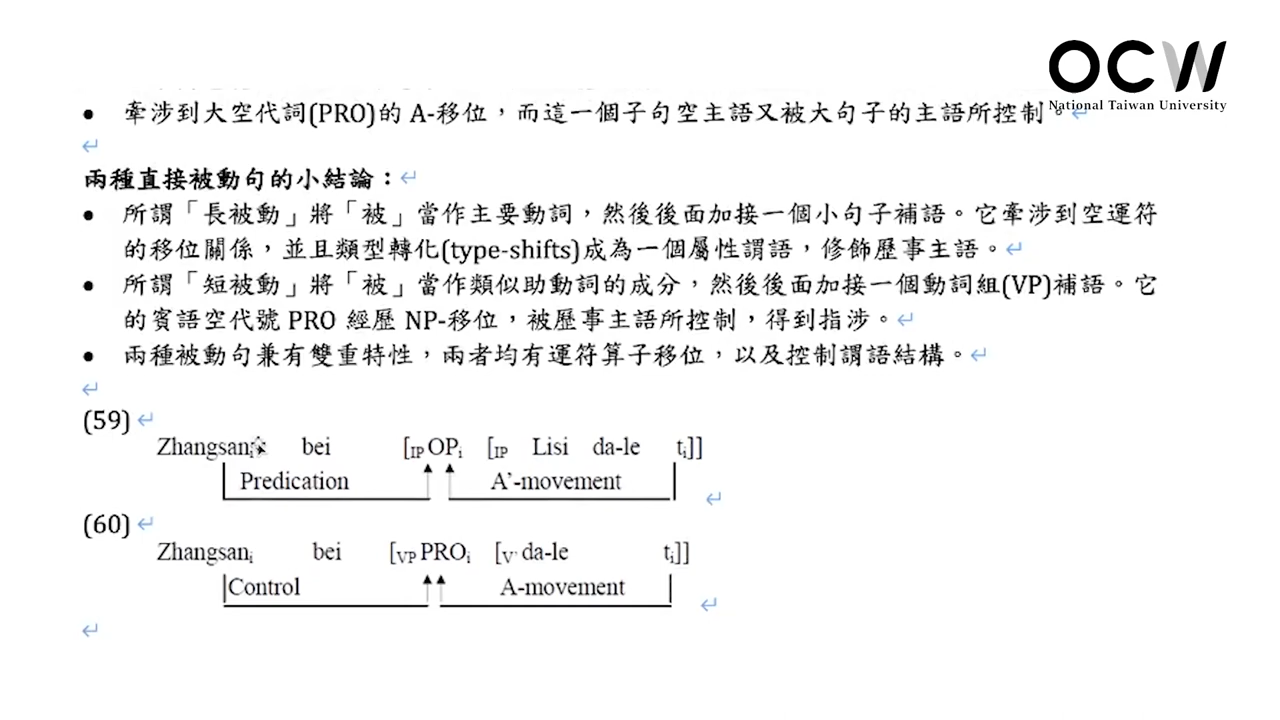 OCW
National Taiwan University
• 牽涉到大空代詞(PRO)的 A-移位，而這一個子句空主語又被大句子的主語所控制。↵
↵
兩種直接被動句的小結論：↵
• 所謂「長被動」將「被」當作主要動詞，然後後面加接一個小句子補語。它牽涉到空運符
的移位關係，並且類型轉化(type-shifts)成為一個屬性謂語，修飾歷事主語。↵
• 所謂「短被動」將「被」當作類似助動詞的成分，然後後面加接一個動詞組(VP)補語。它
的賓語空代號 PRO 經歷 NP-移位，被歷事主語所控制，得到指涉。↵
• 兩種被動句兼有雙重特性，兩者均有運符算子移位，以及控制謂語結構。↵
↵
(59) ↵
Zhangsani bei [IP OPi [IP Lisi da-le ti]]
Predication A’-movement ↵
(60) ↵
Zhangsani bei [VP PROi [V' da-le ti]]
Control A-movement ↵
↵